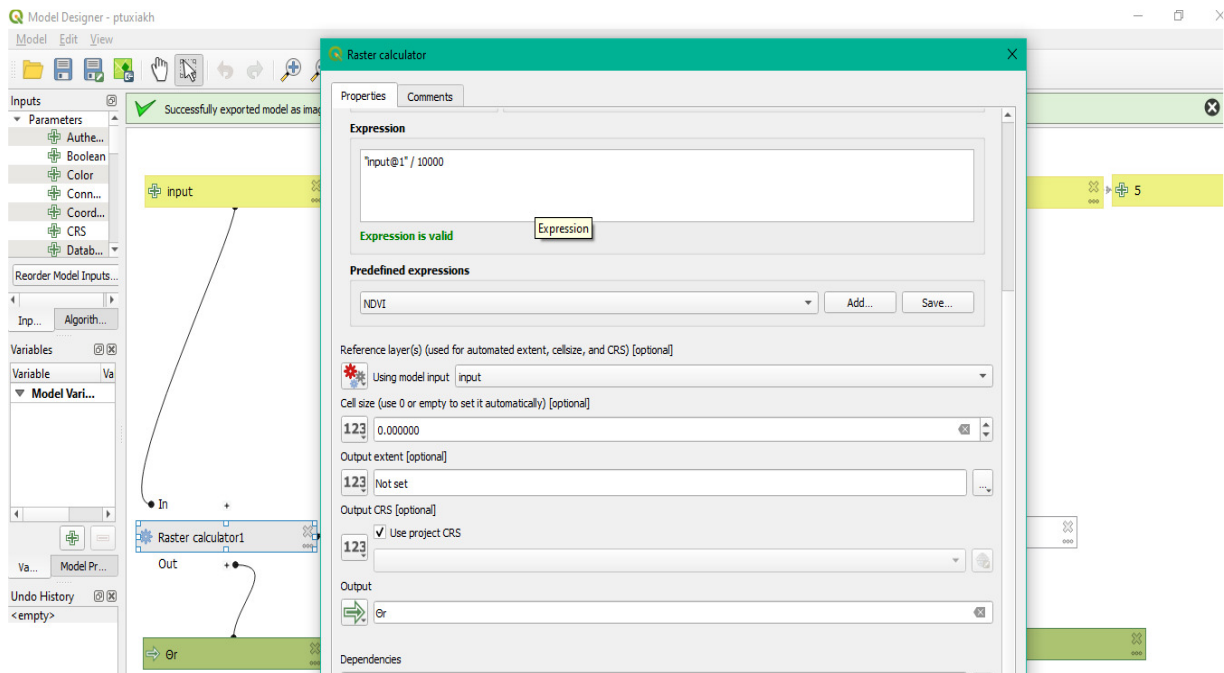 Model Designer - ptuxiakh
Model Edit View
Raster calculator
Properties Comments
Inputs
Parameters
Authe...
Boolean
Color
Conn...
Coord...
CRS
Datab...
Reorder Model Inputs...
Inp... Algorith...
Variables
Variable Va
Model Vari...
Va... Model Pr...
Undo History
<empty>
Successfully exported model as imag
input
In +
Raster calculator1
Out +
Θr
Expression
"input@1" / 10000
Expression
Expression is valid
Predefined expressions
NDVI Add... Save...
Reference layer(s) (used for automated extent, cellsize, and CRS) [optional]
Using model input input
Cell size (use 0 or empty to set it automatically) [optional]
123 0.000000
Output extent [optional]
123 Not set ...
Output CRS [optional]
Use project CRS
123
Output
Θr
Dependencies
5